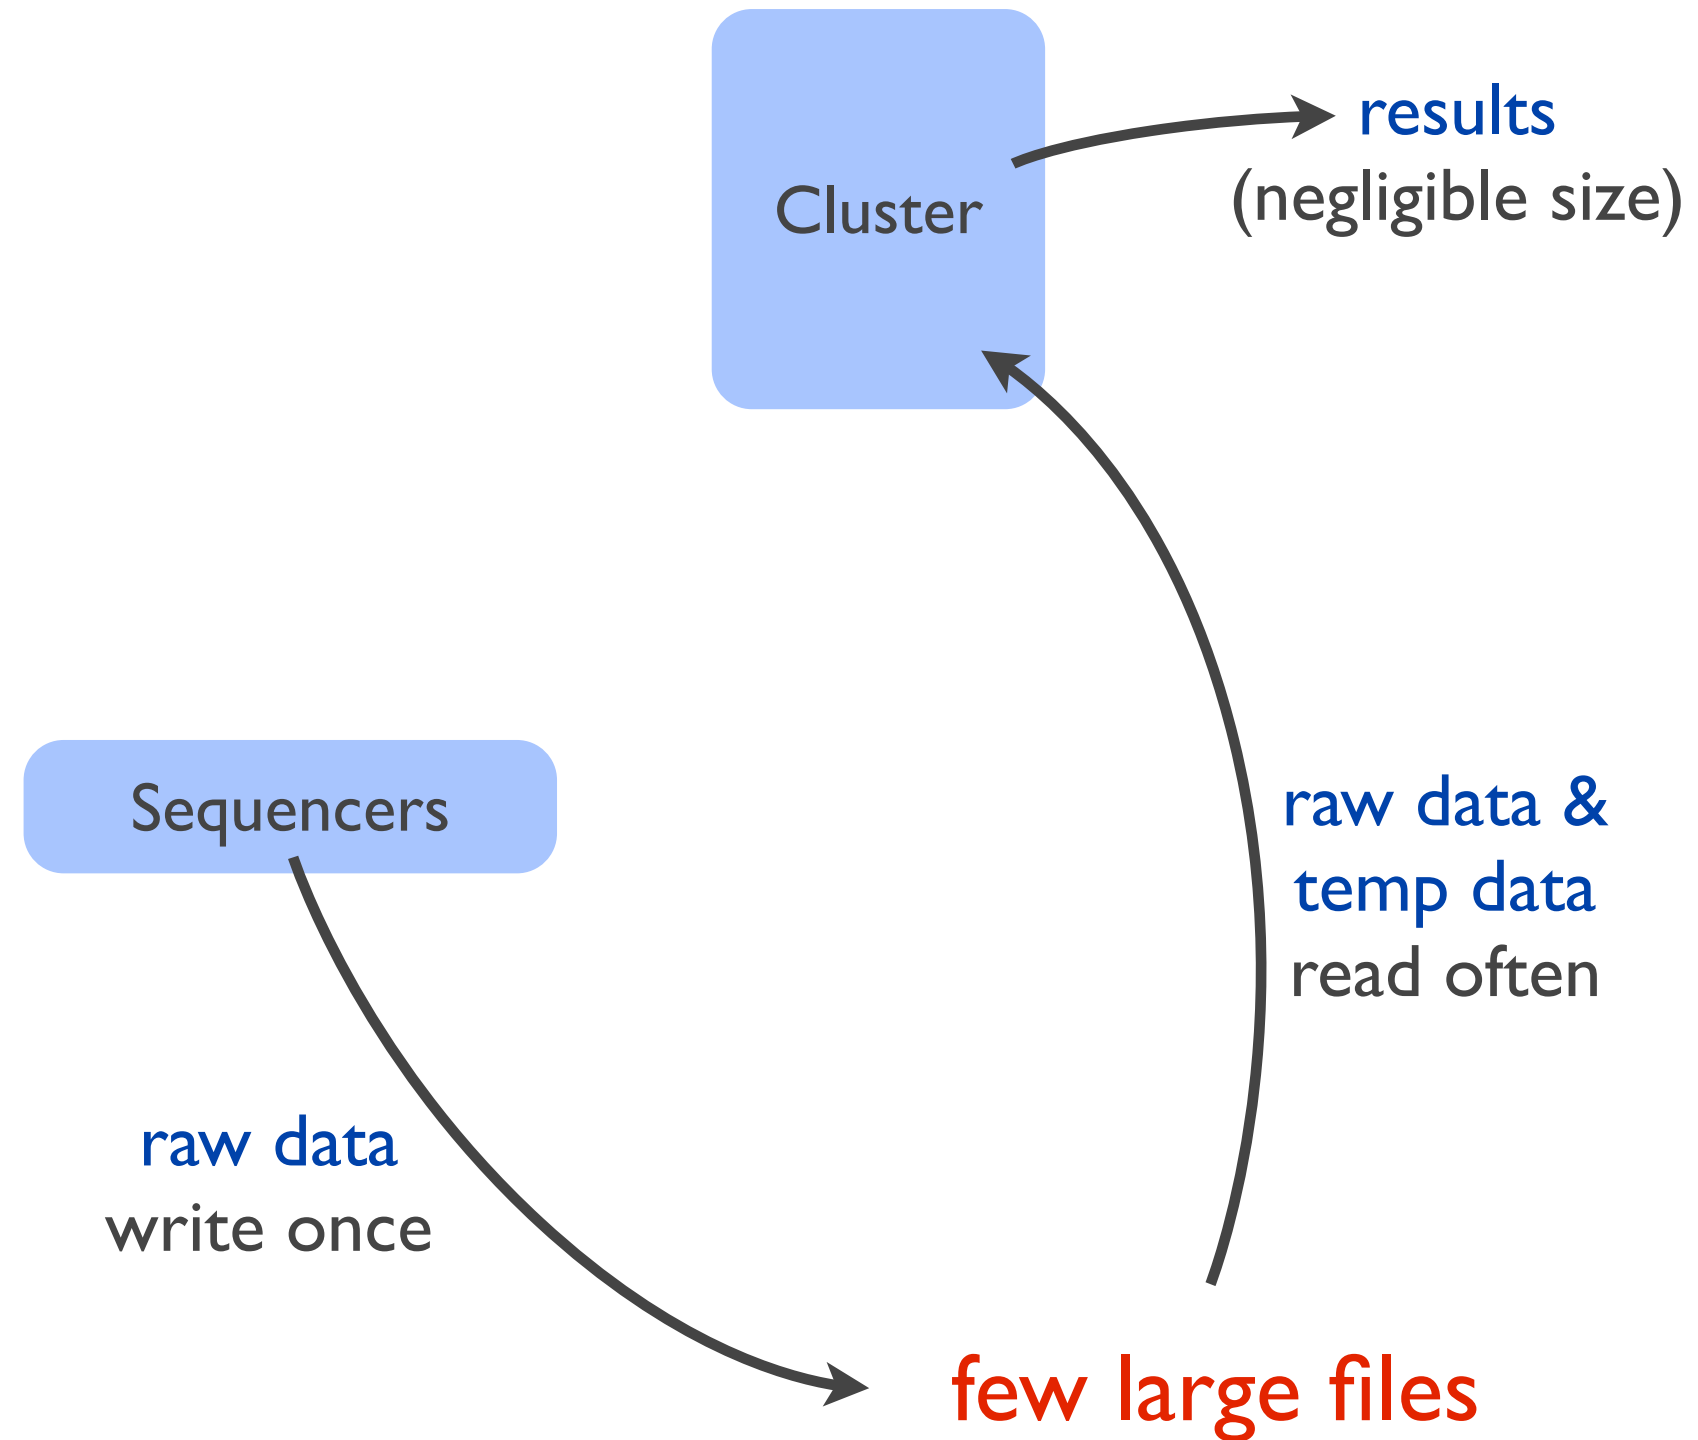 results
(negligible size)
Cluster
Sequencers
raw data &
temp data
read often
raw data
write once
few large files